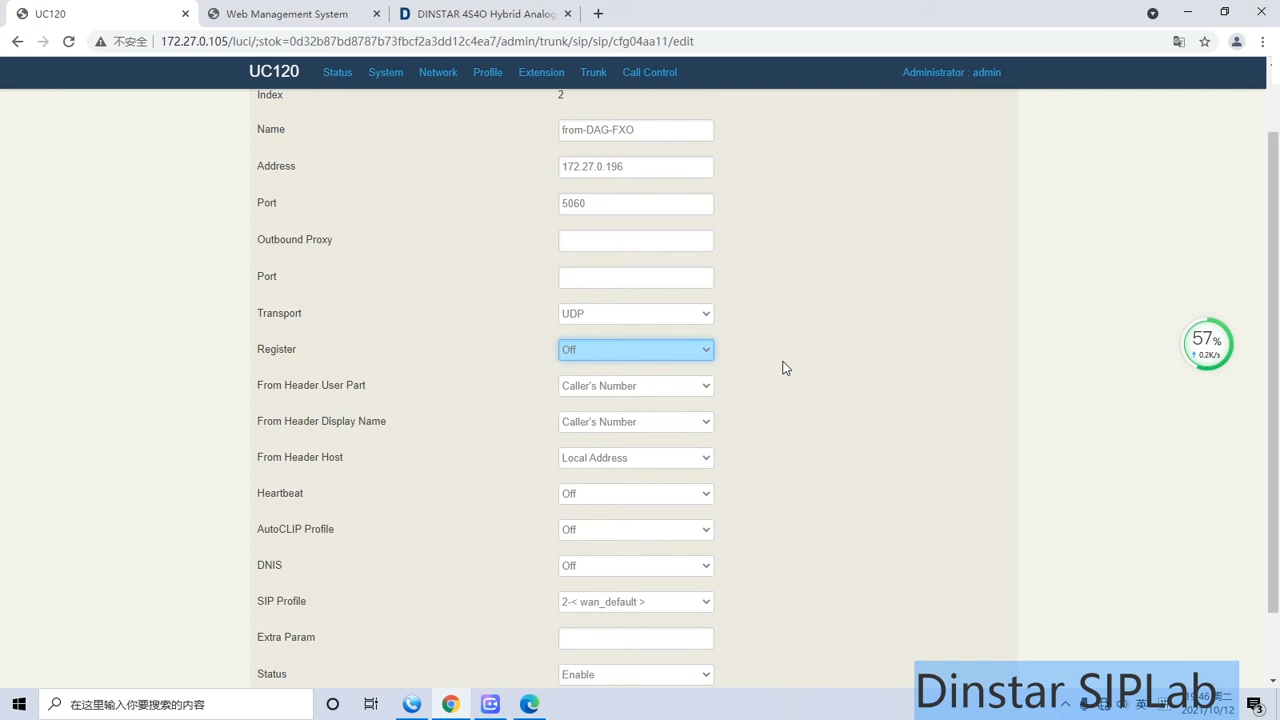 UC120
Web Management System
DINSTAR 4S4O Hybrid Analog
不安全
172.27.0.105/luci/;stok=0d32b87bd8787b73fbcf2a3dd12c4ea7/admin/trunk/sip/sip/cfg04aa11/edit
UC120 Status System Network Profile Extension Trunk Call Control Administrator : admin
Index 2
Name from-DAG-FXO
Address 172.27.0.196
Port 5060
Outbound Proxy
Port
Transport UDP
Register Off
From Header User Part Caller's Number
From Header Display Name Caller's Number
From Header Host Local Address
Heartbeat Off
AutoCLIP Profile Off
DNIS Off
SIP Profile 2-< wan_default >
Extra Param
Status Enable
57%
0.2K/s
在这里输入你要搜索的内容
Dinstar SIPLab
英
周二
2021/10/12
3